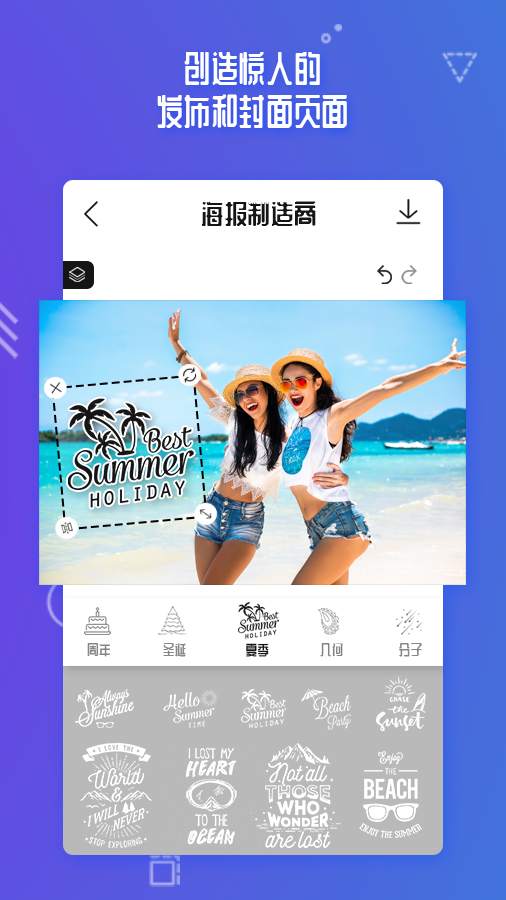 创造惊人的
发布和封面页面
海报制造商
Best
Summer
HOLIDAY
周年
圣诞
Best
Summer
HOLIDAY
夏季
几何
分子
Always
Sunshine
Hello
Summer
TIME
Best
Summer
HOLIDAY
Beach
Party
CHASE
the
Sunset
I LOVE THE
World
&
I WILL NEVER
STOP EXPLORING
I LOST MY
HEART
TO THE
OCEAN
Not all
THOSE
WHO
WONDER
are lost
Enjoy
THE
BEACH
ENJOY THE SUMMER